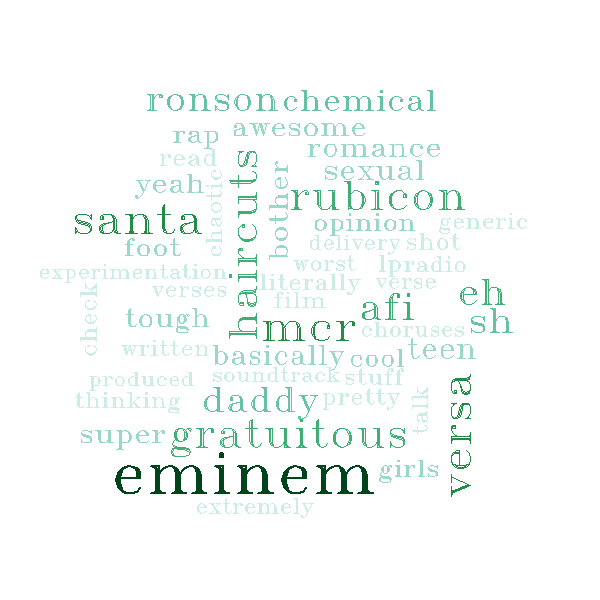 ronson chemical
rap awesome
read romance
yeah chaotic haircuts bother sexual
santa rubicon
foot opinion generic
delivery shot
experimentation worst lp radio
verses literally verse
check film afi eh
tough mcr choruses sh
written basically cool teen
produced soundtrack stuff
thinking daddy pretty talk versa
super gratuitous
eminem girls
extremely